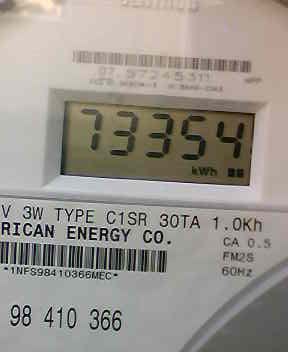 73354
kWh
V 3W TYPE C1SR 30TA 1.0Kh
RICAN ENERGY CO.
CA 0.5
FM2S
60Hz
*1NFS98410366MEC*
98 410 366